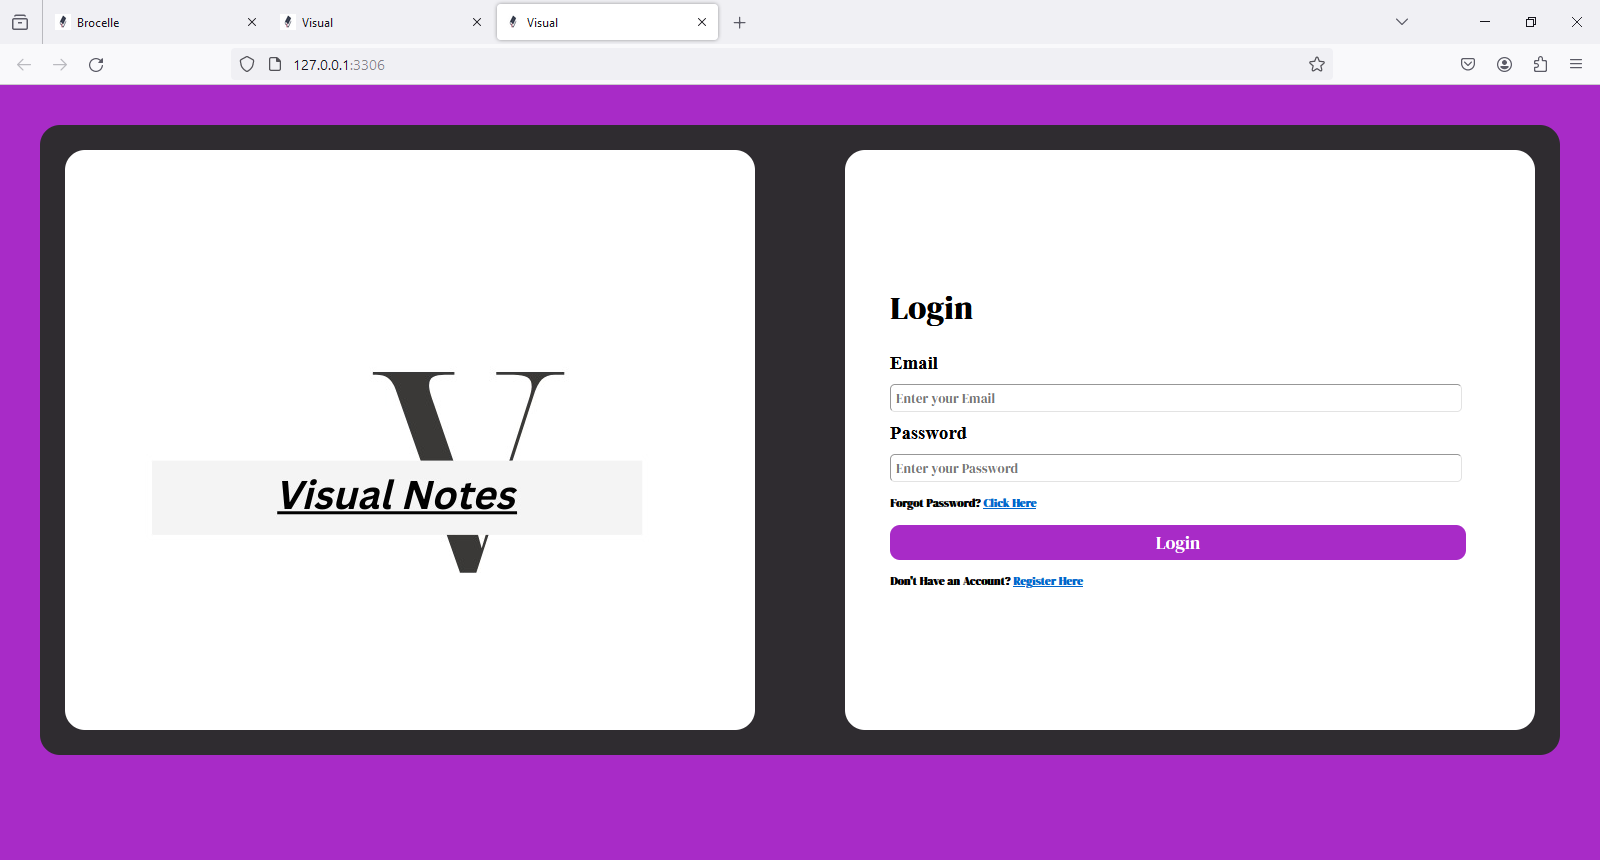 Brocelle
Visual
Visual
127.0.0.1:3306
V
Visual Notes
Login
Email
Enter your Email
Password
Enter your Password
Forgot Password? Click Here
Login
Don't Have an Account? Register Here